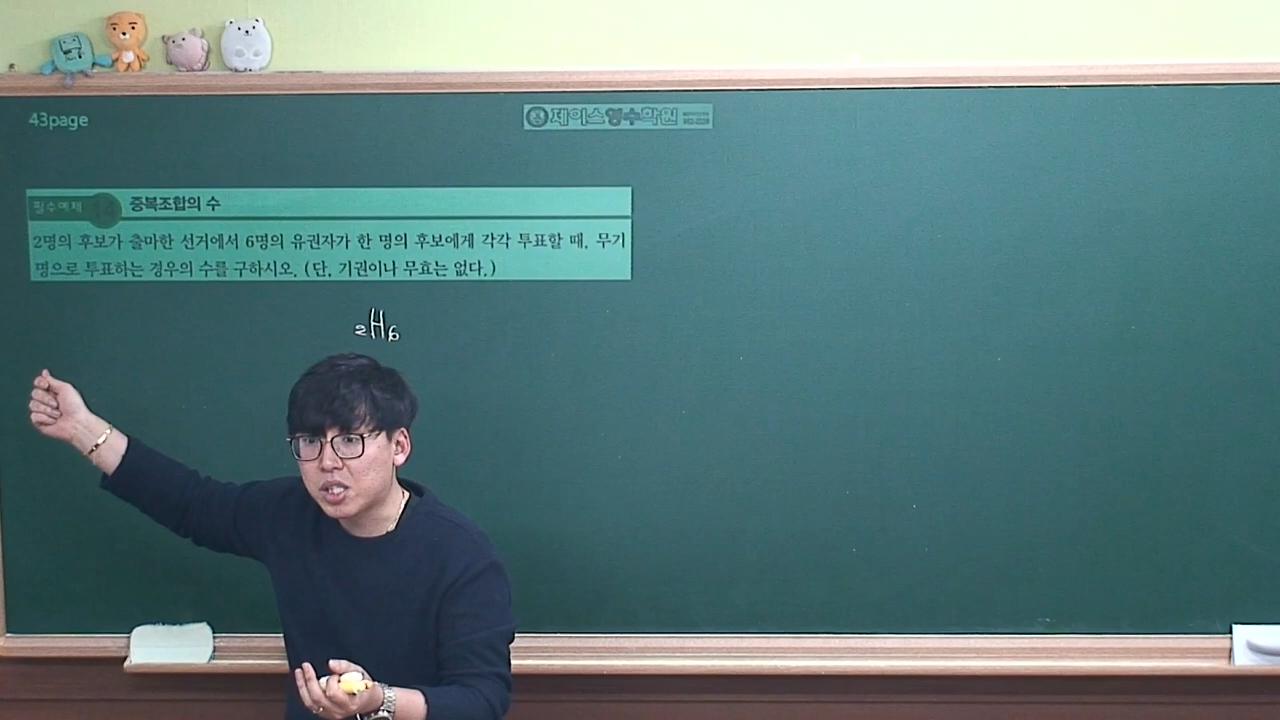 43page
제이스영수학원
필수예제
중복조합의 수
2명의 후보가 출마한 선거에서 6명의 유권자가 한 명의 후보에게 각각 투표할 때, 무기
명으로 투표하는 경우의 수를 구하시오. (단, 기권이나 무효는 없다.)
₂H₆